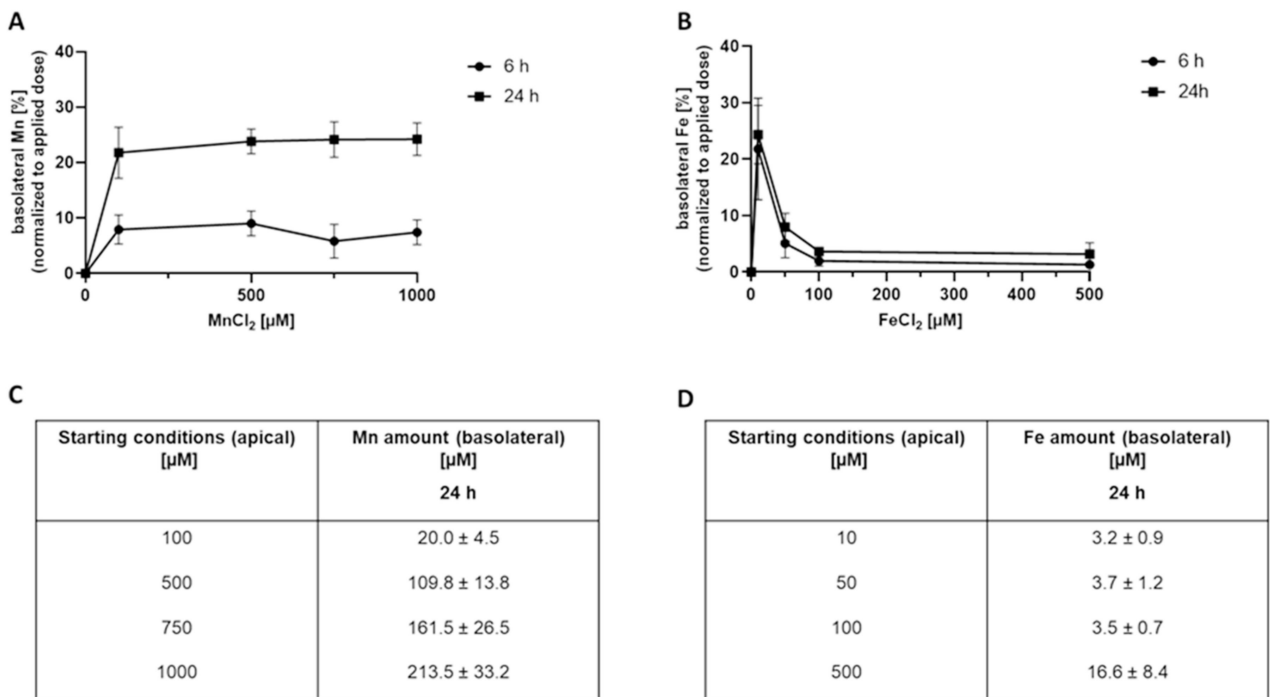 A
basolateral Mn [%]
(normalized to applied dose)
40
30
20
10
0
0
500
1000
MnCl₂ [µM]
6 h
24 h
B
basolateral Fe [%]
(normalized to applied dose)
40
30
20
10
0
0
100
200
300
400
500
FeCl₂ [µM]
6 h
24h
C
Starting conditions (apical)
[µM]
Mn amount (basolateral)
[µM]
24 h
100
20.0 ± 4.5
500
109.8 ± 13.8
750
161.5 ± 26.5
1000
213.5 ± 33.2
D
Starting conditions (apical)
[µM]
Fe amount (basolateral)
[µM]
24 h
10
3.2 ± 0.9
50
3.7 ± 1.2
100
3.5 ± 0.7
500
16.6 ± 8.4